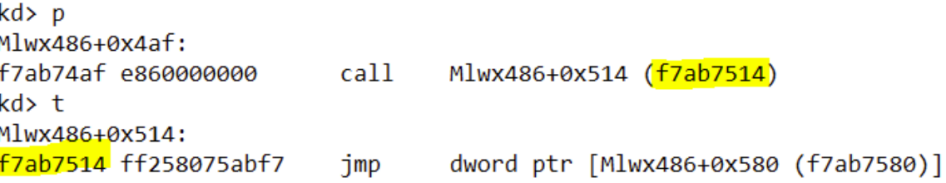 kd> p
Mlwx486+0x4af:
f7ab74af e860000000 call Mlwx486+0x514 (f7ab7514)
kd> t
Mlwx486+0x514:
f7ab7514 ff258075abf7 jmp dword ptr [Mlwx486+0x580 (f7ab7580)]